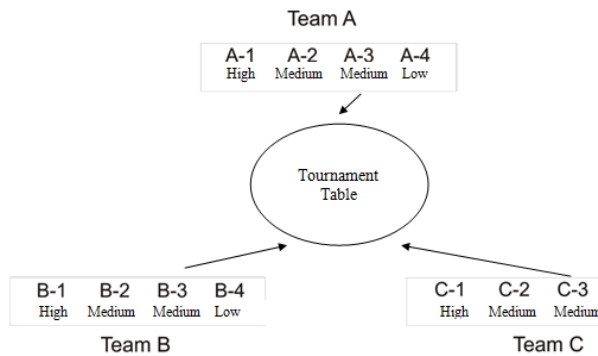 Team A
A-1 A-2 A-3 A-4
High Medium Medium Low
Tournament
Table
B-1 B-2 B-3 B-4
High Medium Medium Low
Team B
C-1 C-2 C-3
High Medium Medium
Team C